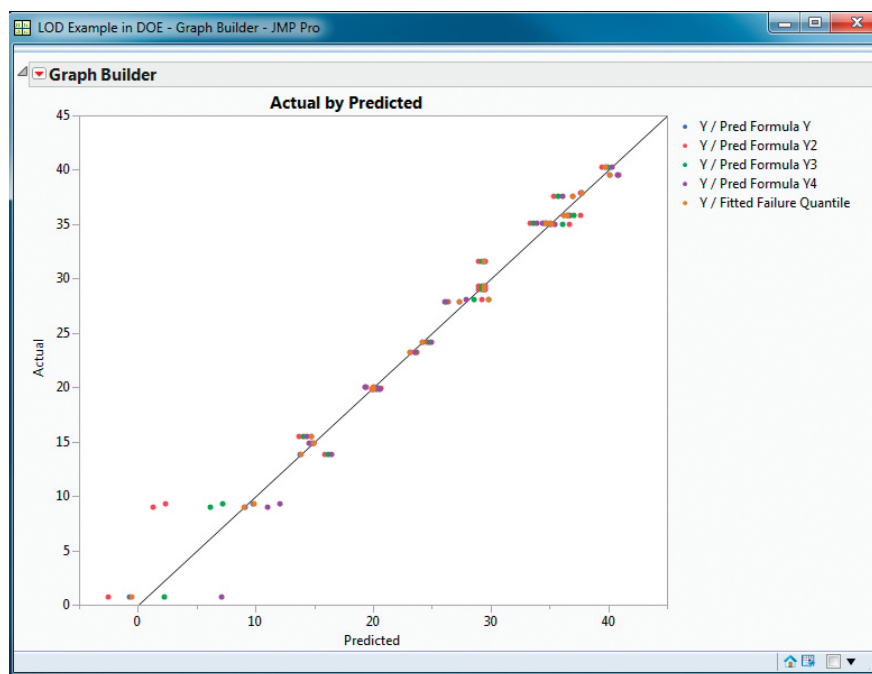 LOD Example in DOE - Graph Builder - JMP Pro
Graph Builder
Actual by Predicted
45
40
35
30
25
20
15
10
5
0
Actual
0 10 20 30 40
Predicted
Y / Pred Formula Y
Y / Pred Formula Y2
Y / Pred Formula Y3
Y / Pred Formula Y4
Y / Fitted Failure Quantile